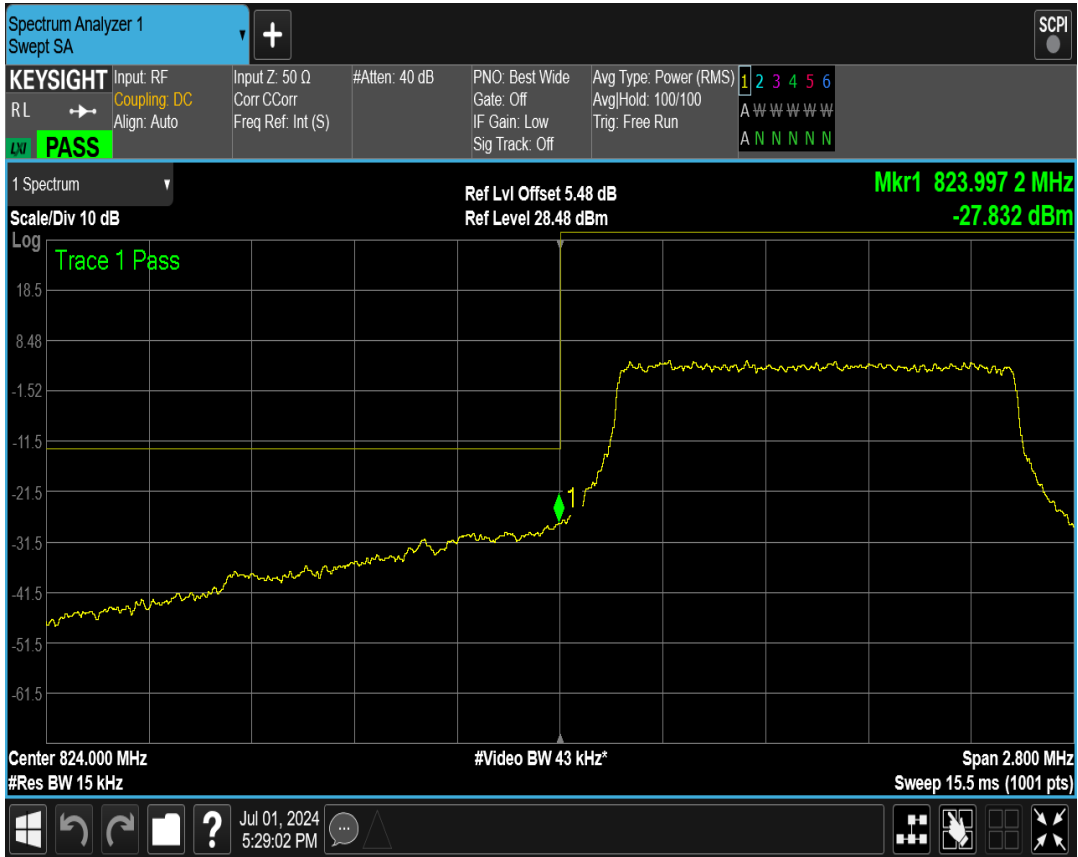 Spectrum Analyzer 1
Swept SA
SCPI
KEYSIGHT
R L
LXI PASS
Input: RF
Coupling: DC
Align: Auto
Input Z: 50 Ω
Corr CCorr
Freq Ref: Int (S)
#Atten: 40 dB
PNO: Best Wide
Gate: Off
IF Gain: Low
Sig Track: Off
Avg Type: Power (RMS)
Avg|Hold: 100/100
Trig: Free Run
1 2 3 4 5 6
A W W W W W
A N N N N N
1 Spectrum
Scale/Div 10 dB
Log
Ref Lvl Offset 5.48 dB
Ref Level 28.48 dBm
Mkr1 823.997 2 MHz
-27.832 dBm
Trace 1 Pass
18.5
8.48
-1.52
-11.5
-21.5
1
-31.5
-41.5
-51.5
-61.5
Center 824.000 MHz
#Res BW 15 kHz
#Video BW 43 kHz*
Span 2.800 MHz
Sweep 15.5 ms (1001 pts)
?
Jul 01, 2024
5:29:02 PM